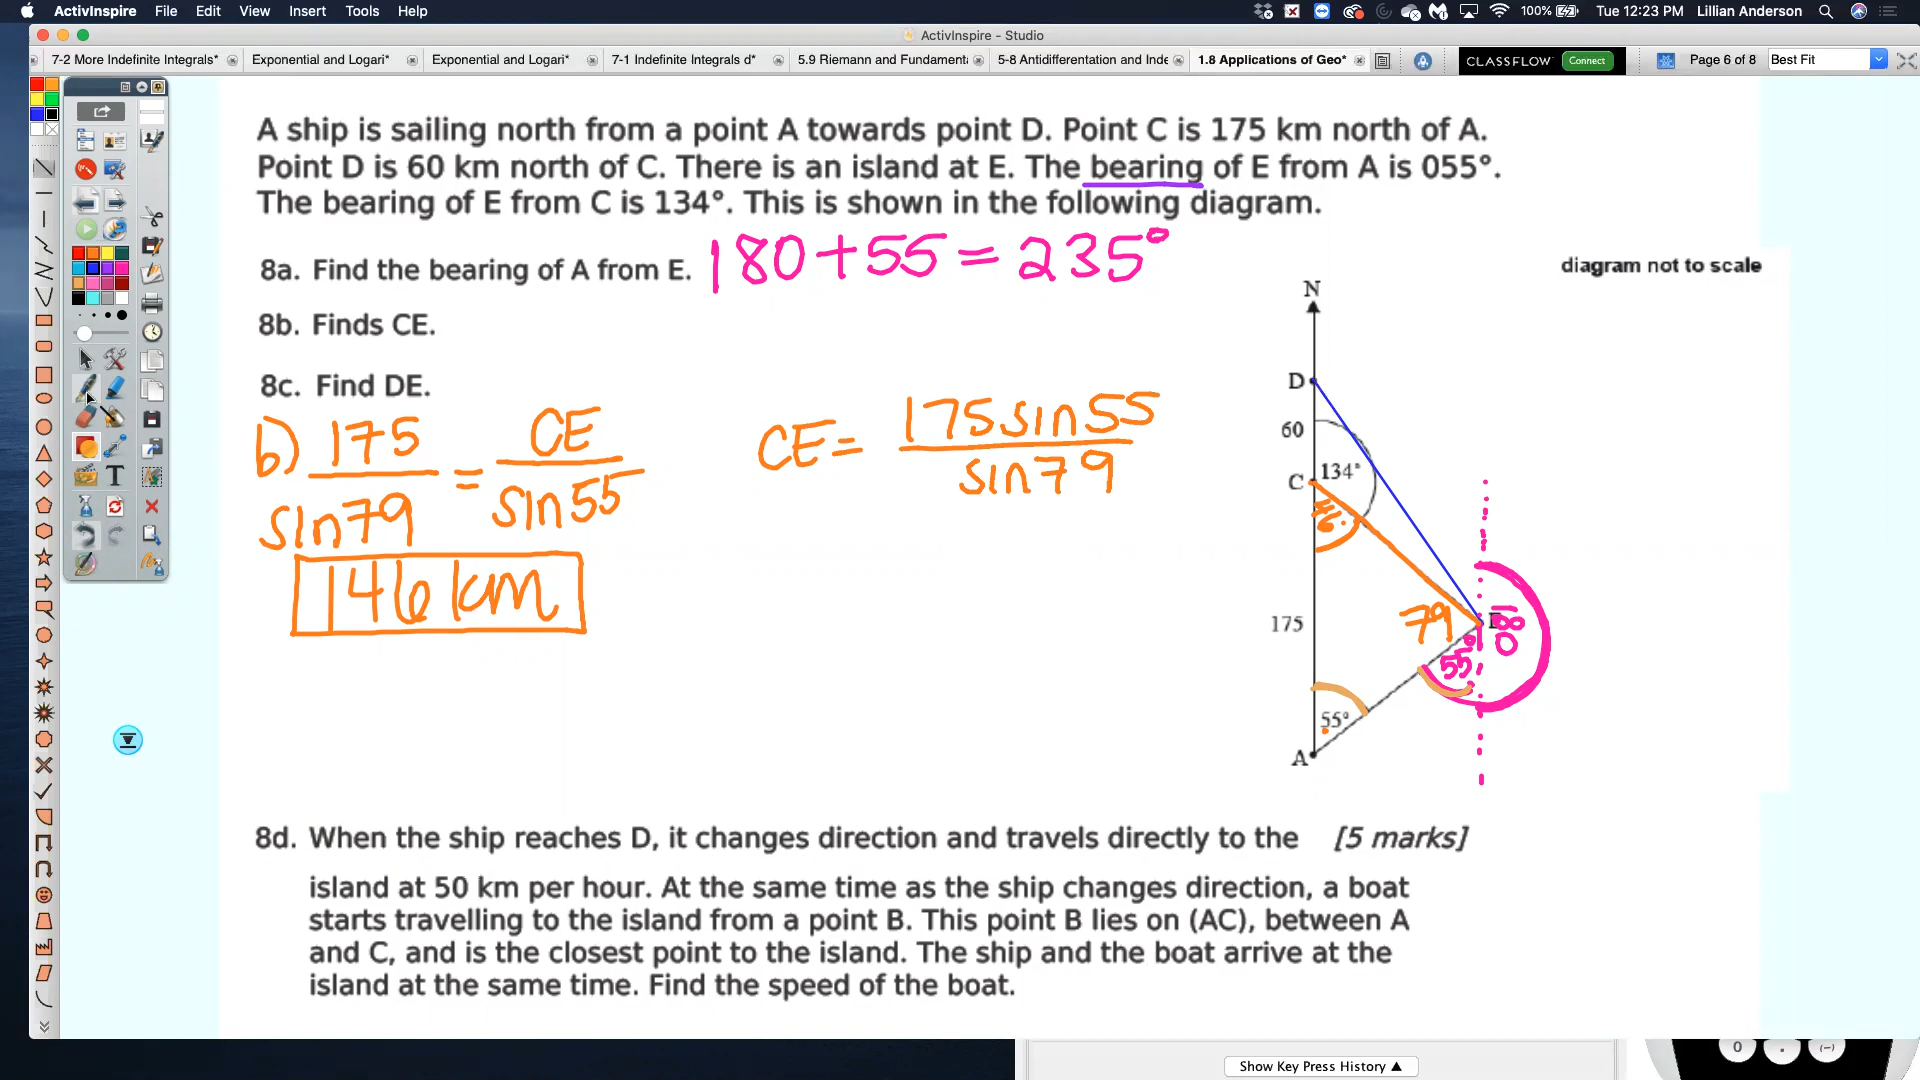 ActivInspire File Edit View Insert Tools Help 100% Tue 12:23 PM Lillian Anderson
ActivInspire - Studio
7-2 More Indefinite Integrals* Exponential and Logari* Exponential and Logari* 7-1 Indefinite Integrals d* 5.9 Riemann and Fundament 5-8 Antidifferentiation and Inde 1.8 Applications of Geo* CLASSFLOW Connect Page 6 of 8 Best Fit
A ship is sailing north from a point A towards point D. Point C is 175 km north of A.
Point D is 60 km north of C. There is an island at E. The bearing of E from A is 055°.
The bearing of E from C is 134°. This is shown in the following diagram.
8a. Find the bearing of A from E. 180+55=235°
diagram not to scale
N
8b. Finds CE.
8c. Find DE.
D
b) 175/sin79 = CE/sin55 CE= 175sin55/sin79
60
134°
C
46°
146km
175
79
E
180
55°
55°
A
8d. When the ship reaches D, it changes direction and travels directly to the [5 marks]
island at 50 km per hour. At the same time as the ship changes direction, a boat
starts travelling to the island from a point B. This point B lies on (AC), between A
and C, and is the closest point to the island. The ship and the boat arrive at the
island at the same time. Find the speed of the boat.
Show Key Press History ▲
0 . (-)